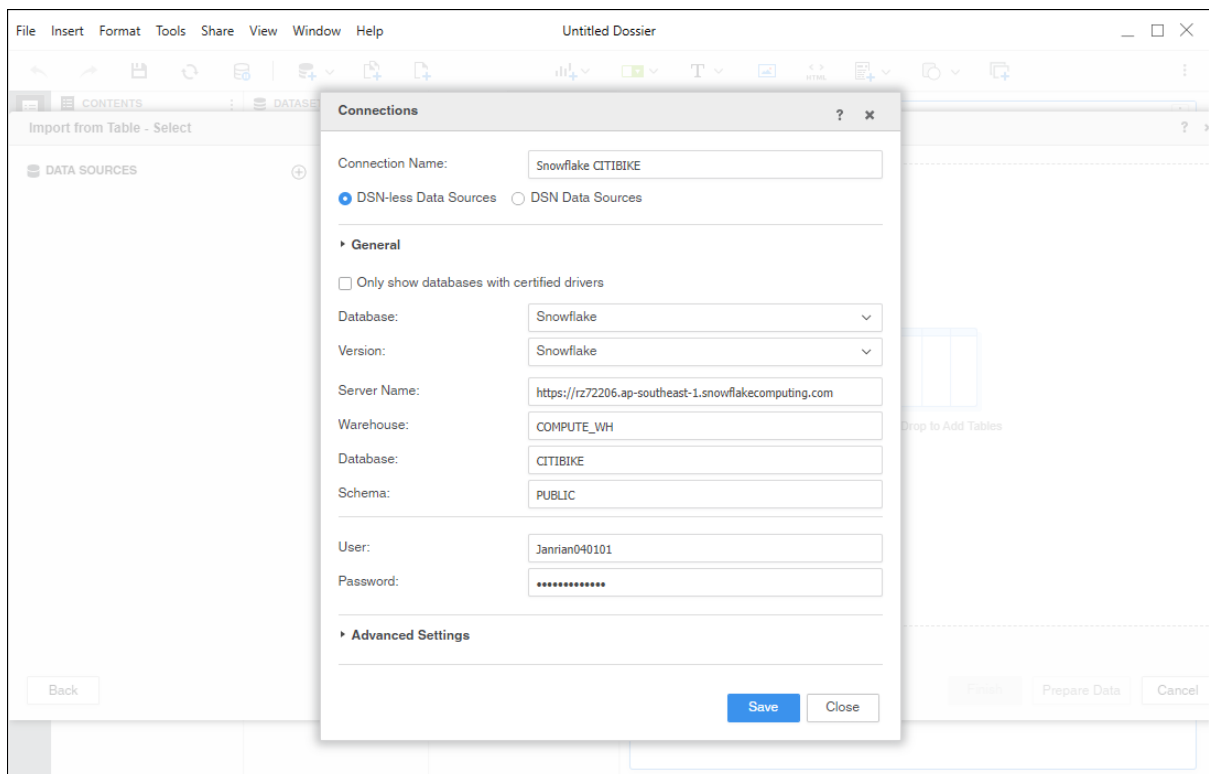 File Insert Format Tools Share View Window Help Untitled Dossier
HTML
CONTENTS DATASE
Import from Table - Select ?
DATA SOURCES
Connections ?
Connection Name: Snowflake CITIBIKE
DSN-less Data Sources DSN Data Sources
General
Only show databases with certified drivers
Database: Snowflake
Version: Snowflake
Server Name: https://rz72206.ap-southeast-1.snowflakecomputing.com
Warehouse: COMPUTE_WH
Drop to Add Tables
Database: CITIBIKE
Schema: PUBLIC
User: Janrian040101
Password: •••••••••••••
Advanced Settings
Back Finish Prepare Data Cancel
Save Close